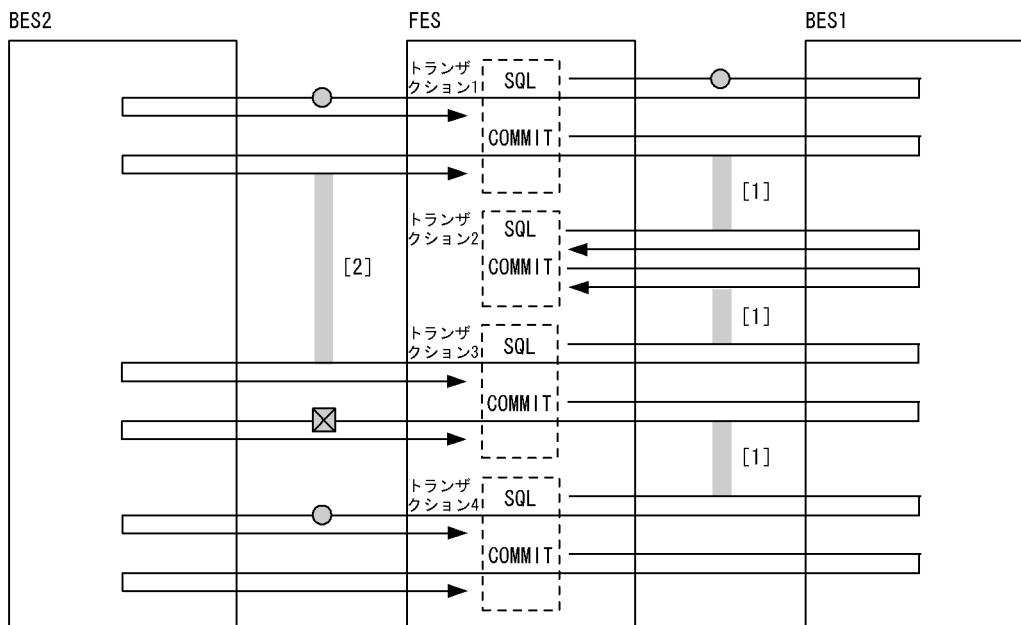 BES2
FES
BES1
トランザ
クション1
SQL
COMMIT
[1]
トランザ
クション2
SQL
COMMIT
[2]
[1]
トランザ
クション3
SQL
COMMIT
[1]
トランザ
クション4
SQL
COMMIT